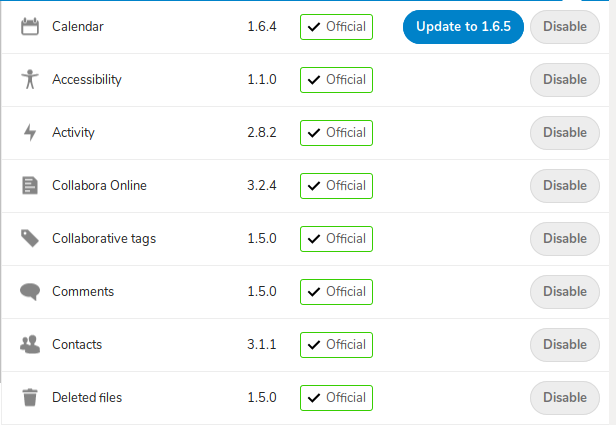 Calendar 1.6.4 Official Update to 1.6.5 Disable
Accessibility 1.1.0 Official Disable
Activity 2.8.2 Official Disable
Collabora Online 3.2.4 Official Disable
Collaborative tags 1.5.0 Official Disable
Comments 1.5.0 Official Disable
Contacts 3.1.1 Official Disable
Deleted files 1.5.0 Official Disable